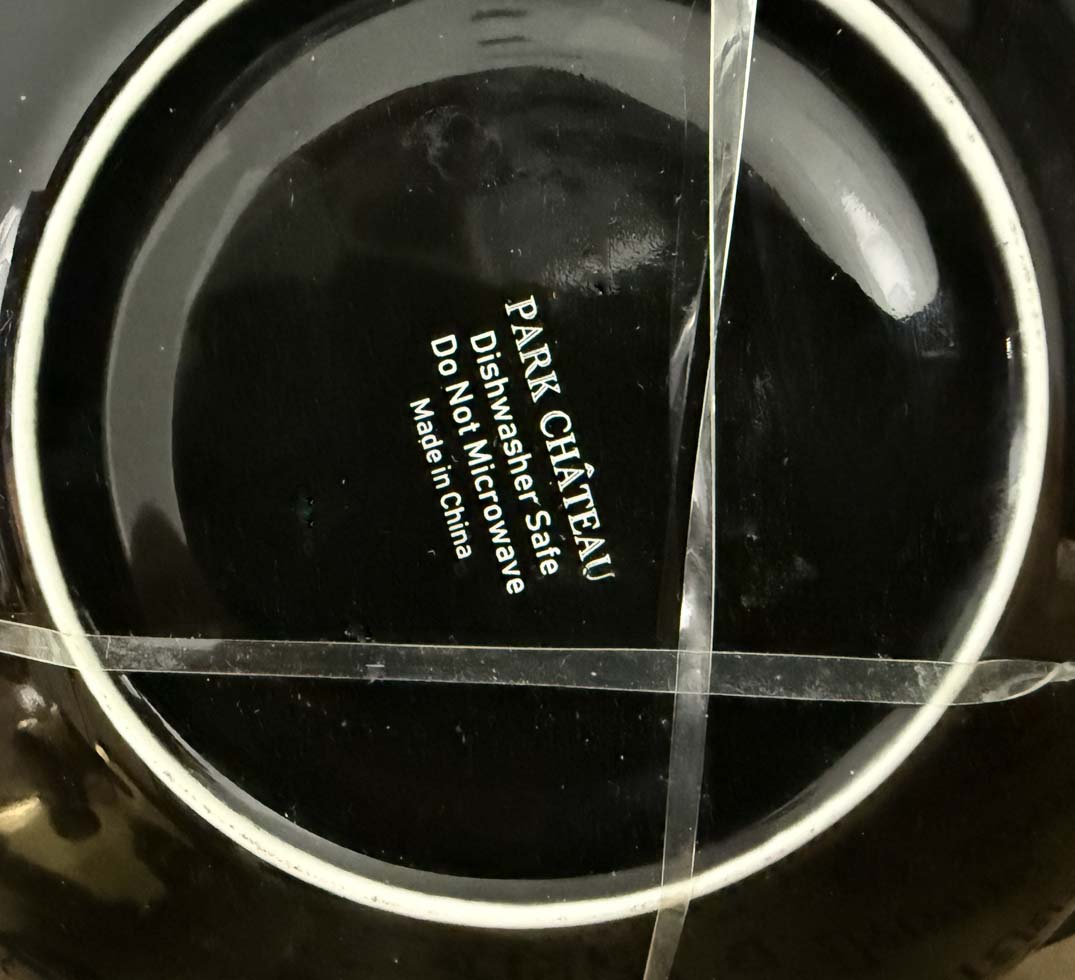 PARK CHÂTEAU
Dishwasher Safe
Do Not Microwave
Made in China